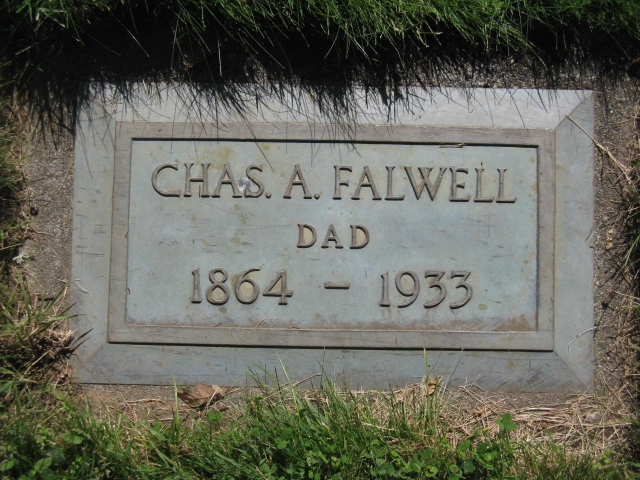 CHAS. A. FALWELL
DAD
1864 - 1933